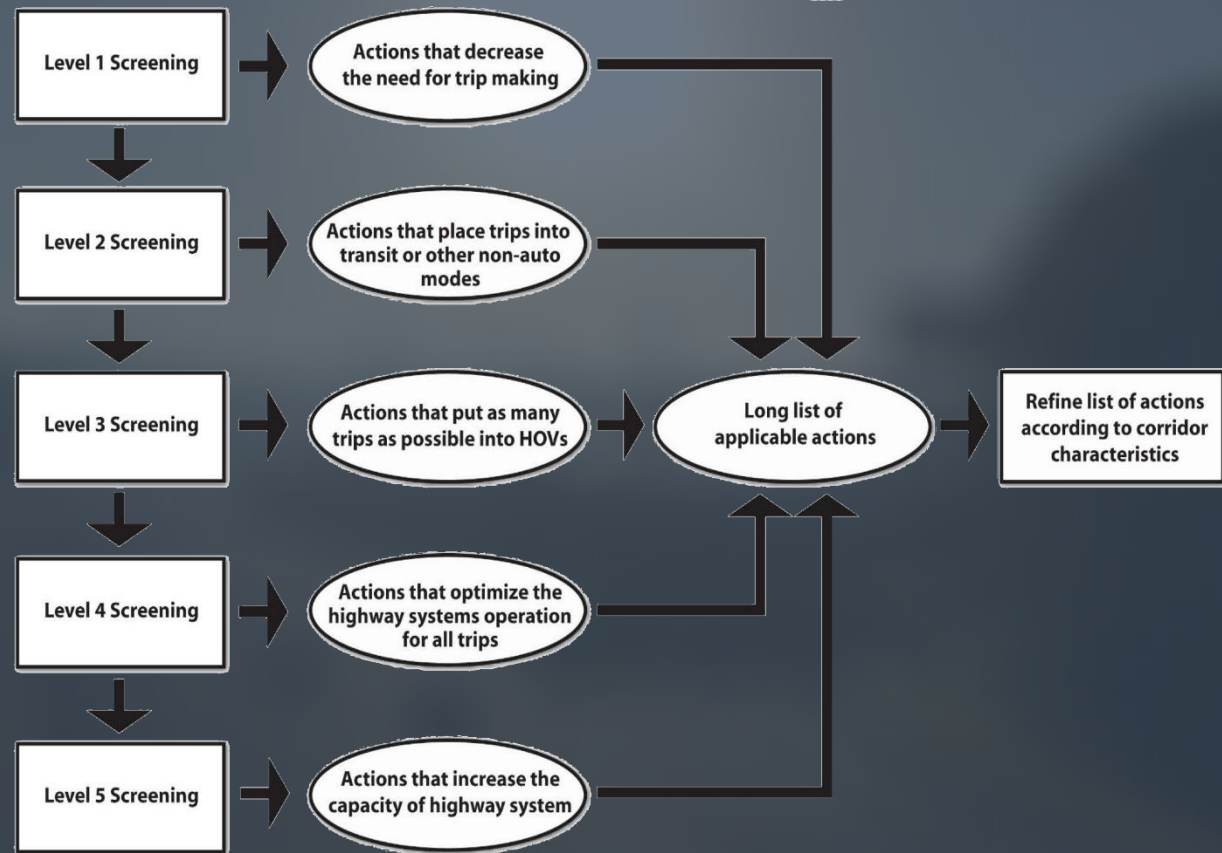 Level 1 Screening
Actions that decrease
the need for trip making
Level 2 Screening
Actions that place trips into
transit or other non-auto
modes
Level 3 Screening
Actions that put as many
trips as possible into HOVs
Long list of
applicable actions
Refine list of actions
according to corridor
characteristics
Level 4 Screening
Actions that optimize the
highway systems operation
for all trips
Level 5 Screening
Actions that increase the
capacity of highway system